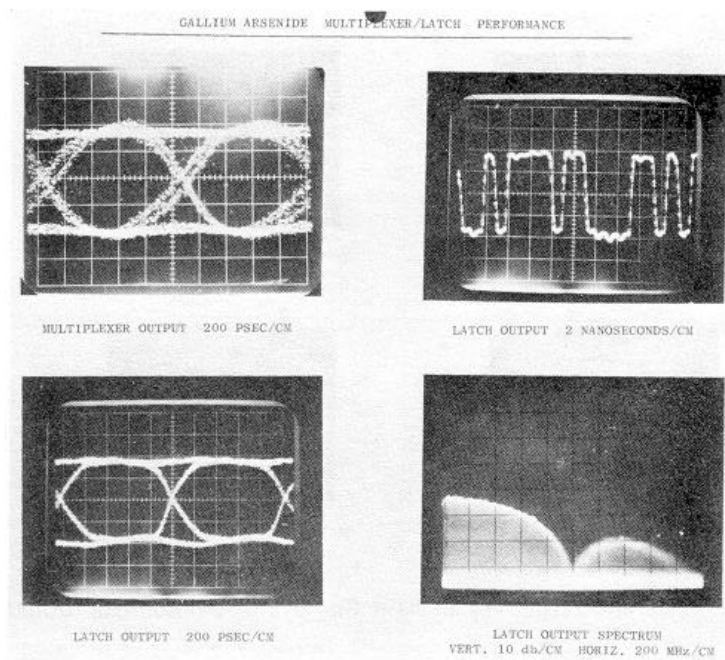 GALLIUM ARSENIDE MULTIPLEXER/LATCH PERFORMANCE
MULTIPLEXER OUTPUT 200 PSEC/CM
LATCH OUTPUT 2 NANOSECONDS/CM
LATCH OUTPUT 200 PSEC/CM
LATCH OUTPUT SPECTRUM
VERT. 10 db/CM HORIZ. 200 MHz/CM